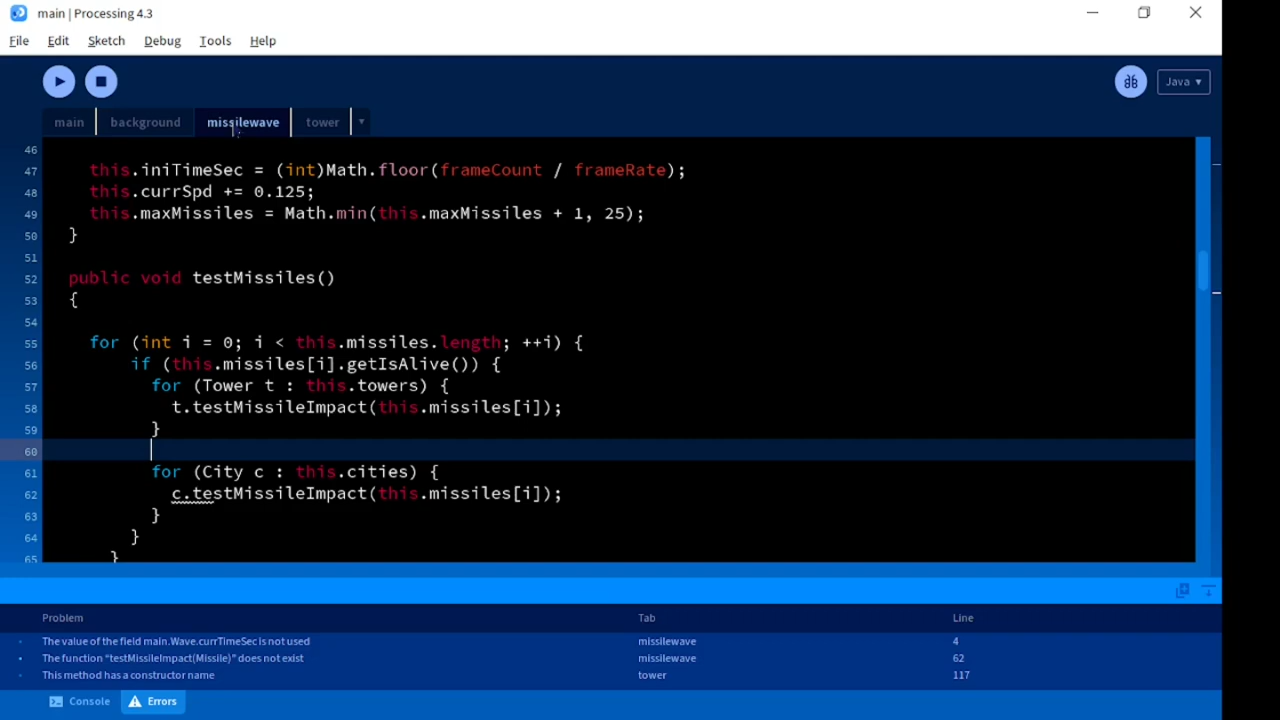 main | Processing 4.3
File Edit Sketch Debug Tools Help
Java ▾
main background missilewave tower ▾
46
47 this.iniTimeSec = (int)Math.floor(frameCount / frameRate);
48 this.currSpd += 0.125;
49 this.maxMissiles = Math.min(this.maxMissiles + 1, 25);
50 }
51
52 public void testMissiles()
53 {
54
55 for (int i = 0; i < this.missiles.length; ++i) {
56 if (this.missiles[i].getIsAlive()) {
57 for (Tower t : this.towers) {
58 t.testMissileImpact(this.missiles[i]);
59 }
60
61 for (City c : this.cities) {
62 c.testMissileImpact(this.missiles[i]);
63 }
64 }
65 }
Problem Tab Line
The value of the field main.Wave.currTimeSec is not used missilewave 4
The function "testMissileImpact(Missile)" does not exist missilewave 62
This method has a constructor name tower 117
Console Errors